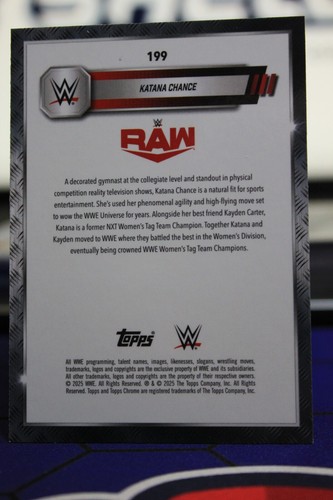 199
W
KATANA CHANCE
W
RAW
A decorated gymnast at the collegiate level and standout in physical
competition reality television shows, Katana Chance is a natural fit for sports
entertainment. She's used her phenomenal agility and high-flying move set
to wow the WWE Universe for years. Alongside her best friend Kayden Carter,
Katana is a former NXT Women's Tag Team Champion. Together Katana and
Kayden moved to WWE where they battled the best in the Women's Division,
eventually being crowned WWE Women's Tag Team Champions.
Topps® W
All WWE programming, talent names, images, likenesses, slogans, wrestling moves,
trademarks, logos and copyrights are the exclusive property of WWE and its subsidiaries.
All other trademarks, logos and copyrights are the property of their respective owners.
© 2025 WWE. All Rights Reserved. ® & © 2025 The Topps Company, Inc. All Rights
Reserved. Topps and Topps Chrome are registered trademarks of The Topps Company, Inc.